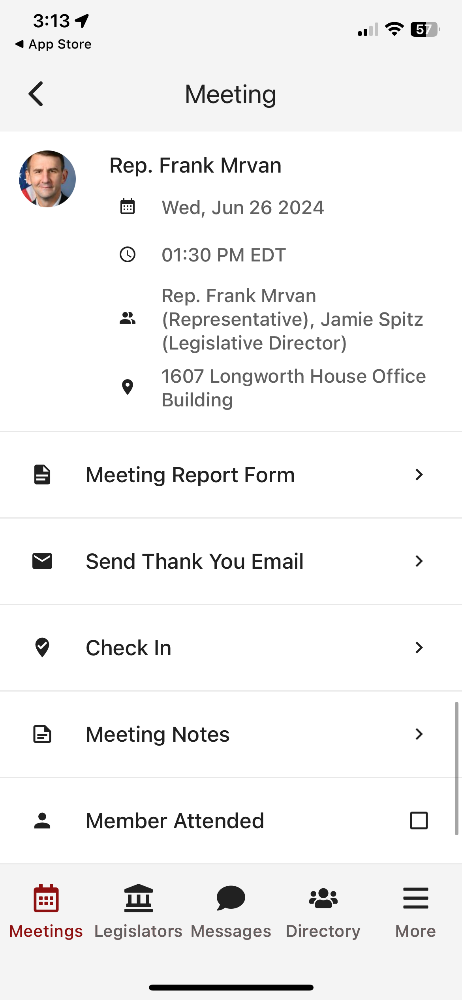 3:13
57
App Store
Meeting
Rep. Frank Mrvan
Wed, Jun 26 2024
01:30 PM EDT
Rep. Frank Mrvan
(Representative), Jamie Spitz
(Legislative Director)
1607 Longworth House Office
Building
Meeting Report Form
Send Thank You Email
Check In
Meeting Notes
Member Attended
Meetings Legislators Messages Directory More